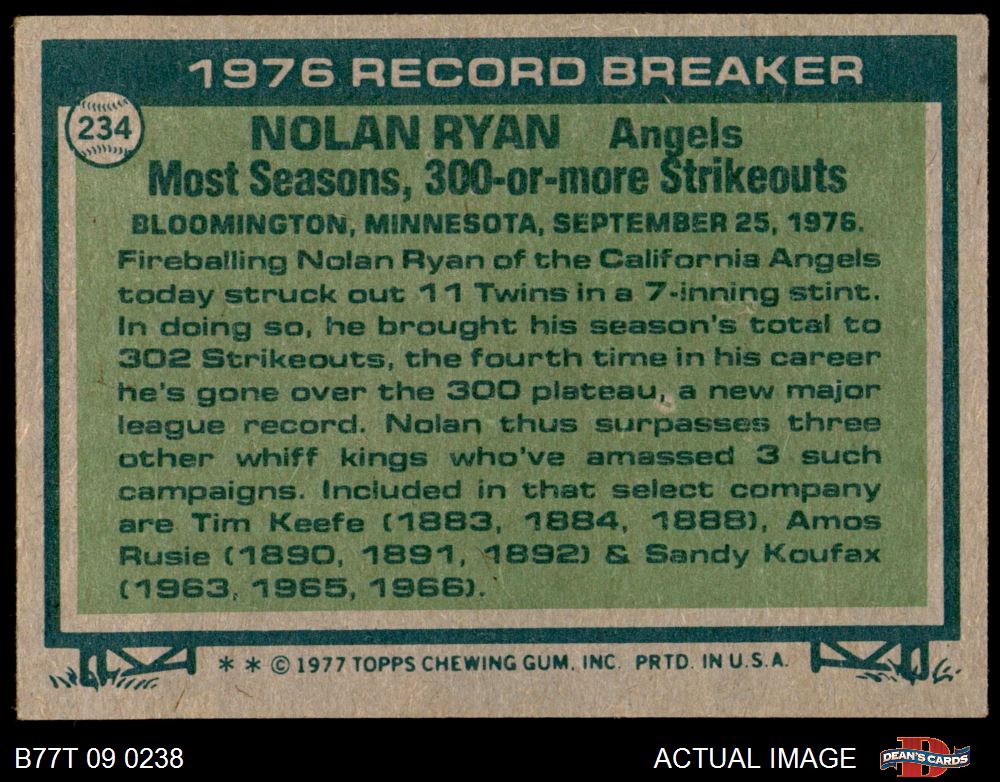 1976 RECORD BREAKER
234
NOLAN RYAN Angels
Most Seasons, 300-or-more Strikeouts
BLOOMINGTON, MINNESOTA, SEPTEMBER 25, 1976.
Fireballing Nolan Ryan of the California Angels
today struck out 11 Twins in a 7-inning stint.
In doing so, he brought his season's total to
302 Strikeouts, the fourth time in his career
he's gone over the 300 plateau, a new major
league record. Nolan thus surpasses three
other whiff kings who've amassed 3 such
campaigns. Included in that select company
are Tim Keefe (1883, 1884, 1888), Amos
Rusie (1890, 1891, 1892) & Sandy Koufax
(1963, 1965, 1966).
* * © 1977 TOPPS CHEWING GUM, INC. PRTD. IN U.S.A.
B77T 09 0238
ACTUAL IMAGE
D
DEAN'S CARDS